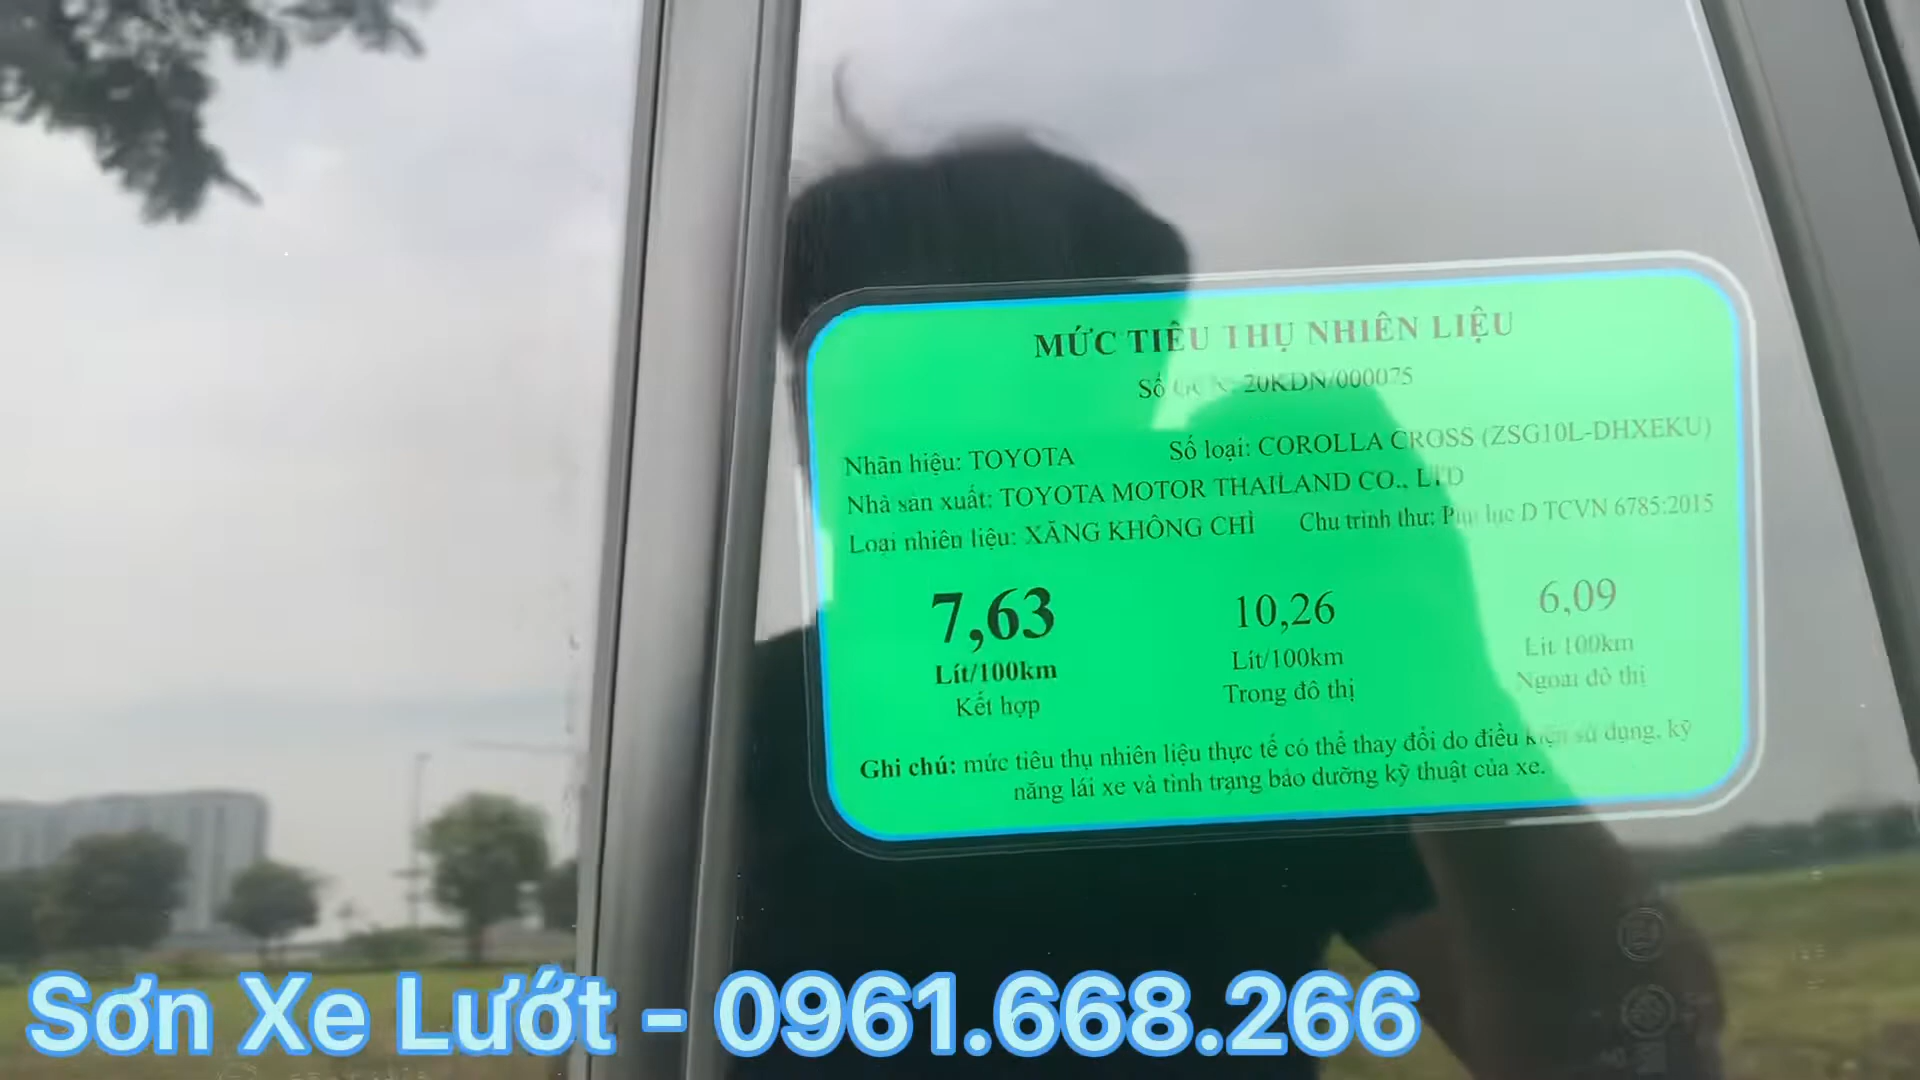 MỨC TIÊU THỤ NHIÊN LIỆU
Số 20KDN/000075
Nhãn hiệu: TOYOTA Số loại: COROLLA CROSS (ZSG10L-DHXEKU)
Nhà sản xuất: TOYOTA MOTOR THAILAND CO., LTD
Loại nhiên liệu: XĂNG KHÔNG CHÌ Chu trình thử: Phụ lục D TCVN 6785:2015
7,63 10,26 6,09
Lít/100km Lít/100km Lít/100km
Kết hợp Trong đô thị Ngoài đô thị
Ghi chú: mức tiêu thụ nhiên liệu thực tế có thể thay đổi do điều kiện sử dụng, kỹ
năng lái xe và tình trạng bảo dưỡng kỹ thuật của xe.
Sơn Xe Lướt - 0961.668.266